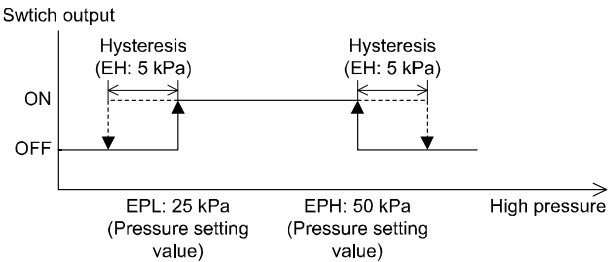 Swtich output
Hysteresis
(EH: 5 kPa)
Hysteresis
(EH: 5 kPa)
ON
OFF
EPL: 25 kPa
(Pressure setting
value)
EPH: 50 kPa
(Pressure setting
value)
High pressure